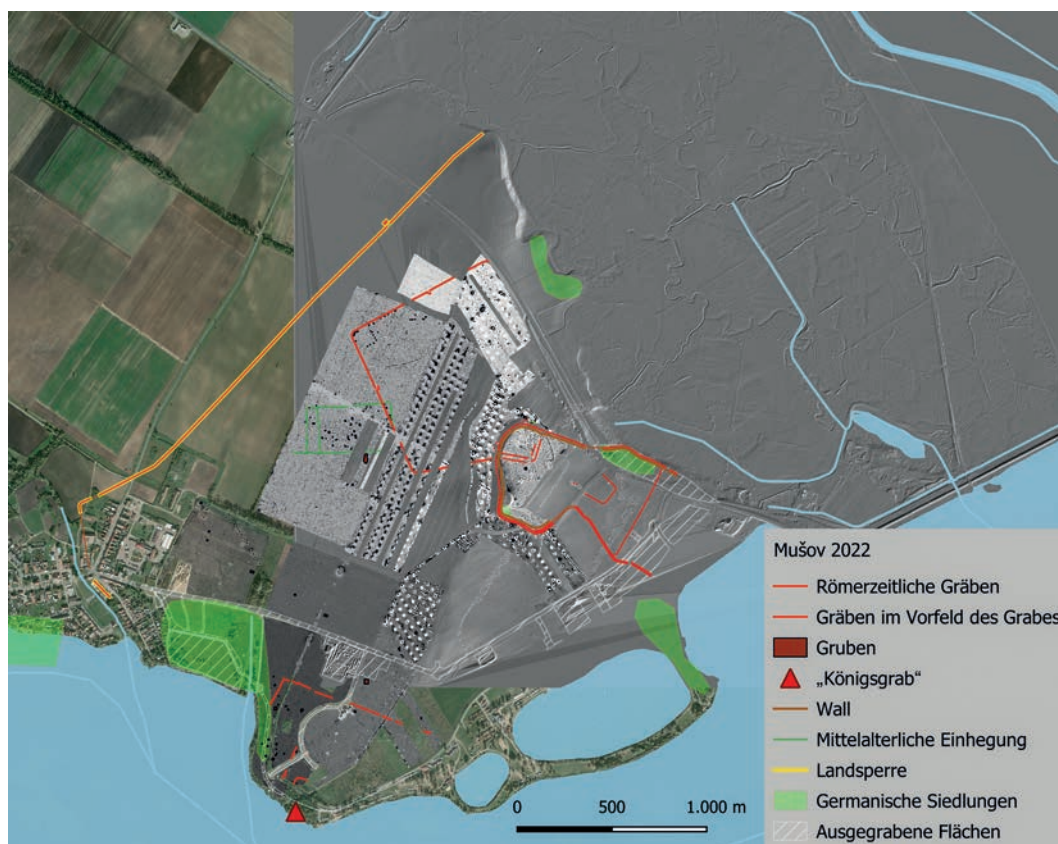 Mušov 2022
Römerzeitliche Gräben
Gräben im Vorfeld des Grabes
Gruben
„Königsgrab“
Wall
Mittelalterliche Einhegung
Landsperre
Germanische Siedlungen
Ausgegrabene Flächen
0 500 1.000 m